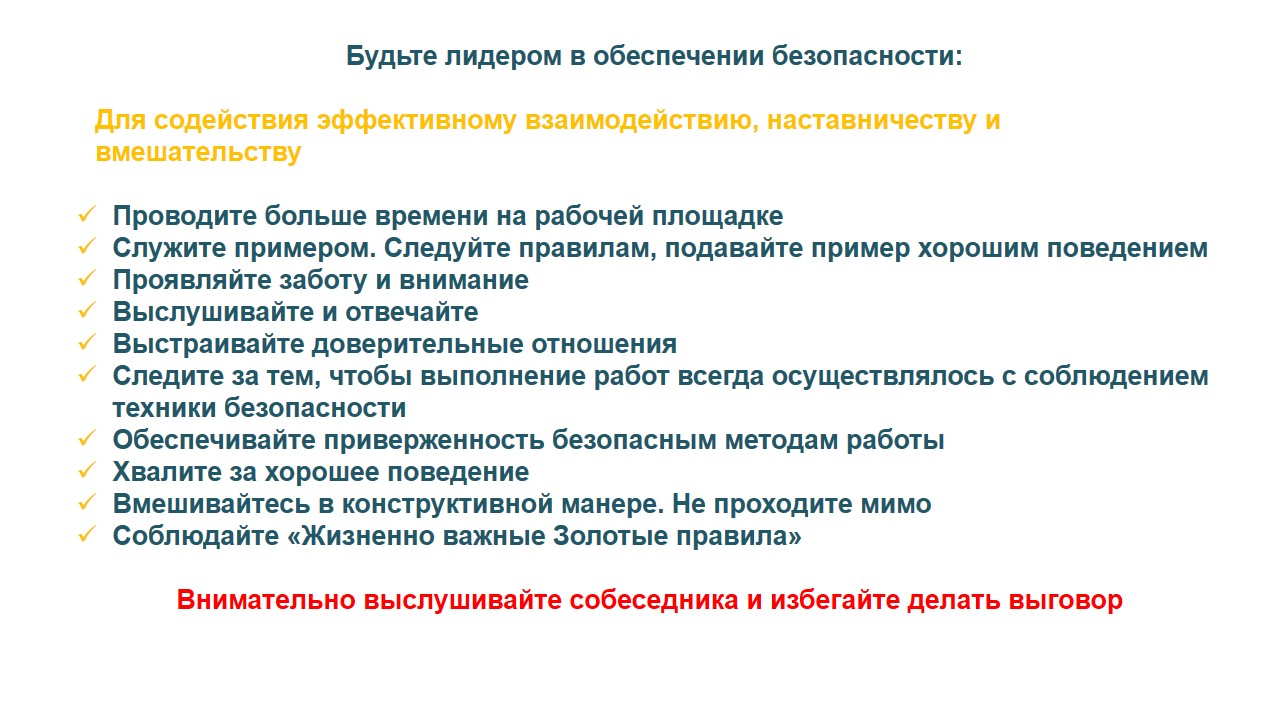 Будьте лидером в обеспечении безопасности:
Для содействия эффективному взаимодействию, наставничеству и
вмешательству
✓ Проводите больше времени на рабочей площадке
✓ Служите примером. Следуйте правилам, подавайте пример хорошим поведением
✓ Проявляйте заботу и внимание
✓ Выслушивайте и отвечайте
✓ Выстраивайте доверительные отношения
✓ Следите за тем, чтобы выполнение работ всегда осуществлялось с соблюдением
техники безопасности
✓ Обеспечивайте приверженность безопасным методам работы
✓ Хвалите за хорошее поведение
✓ Вмешивайтесь в конструктивной манере. Не проходите мимо
✓ Соблюдайте «Жизненно важные Золотые правила»
Внимательно выслушивайте собеседника и избегайте делать выговор